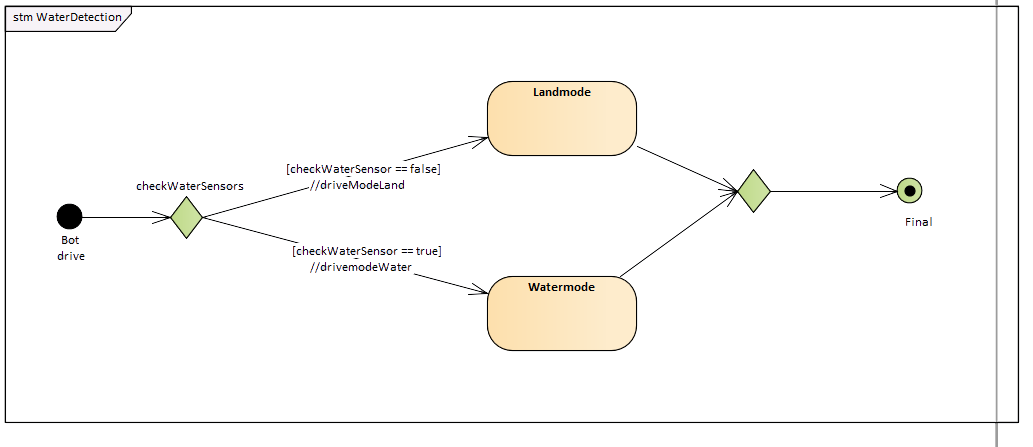 stm WaterDetection
Landmode
[checkWaterSensor == false]
//driveModeLand
checkWaterSensors
Bot
drive
Final
[checkWaterSensor == true]
//drivemodeWater
Watermode